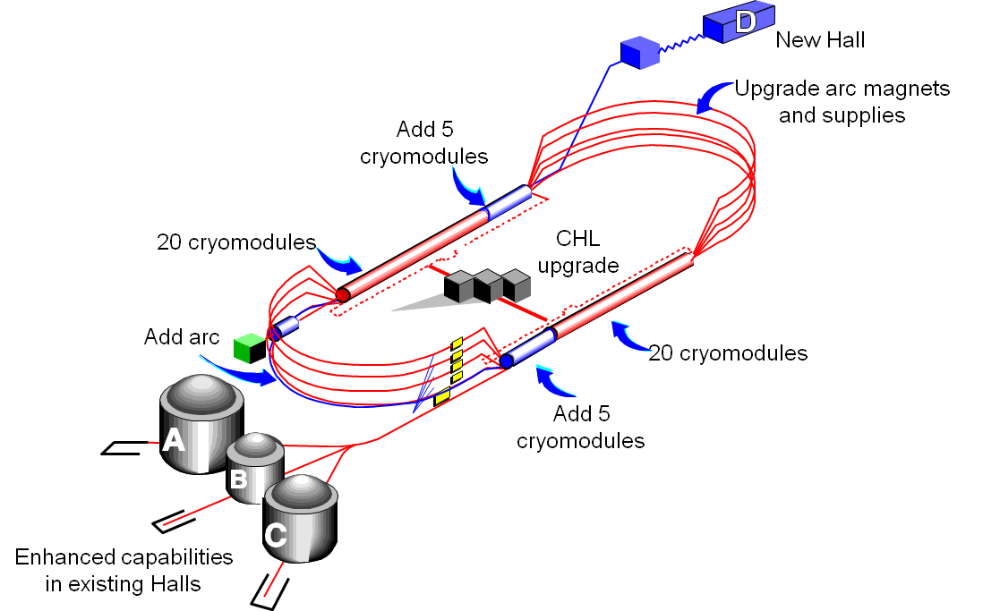 D
New Hall
Upgrade arc magnets
and supplies
Add 5
cryomodules
20 cryomodules
CHL
upgrade
Add arc
20 cryomodules
Add 5
cryomodules
A
B
C
Enhanced capabilities
in existing Halls